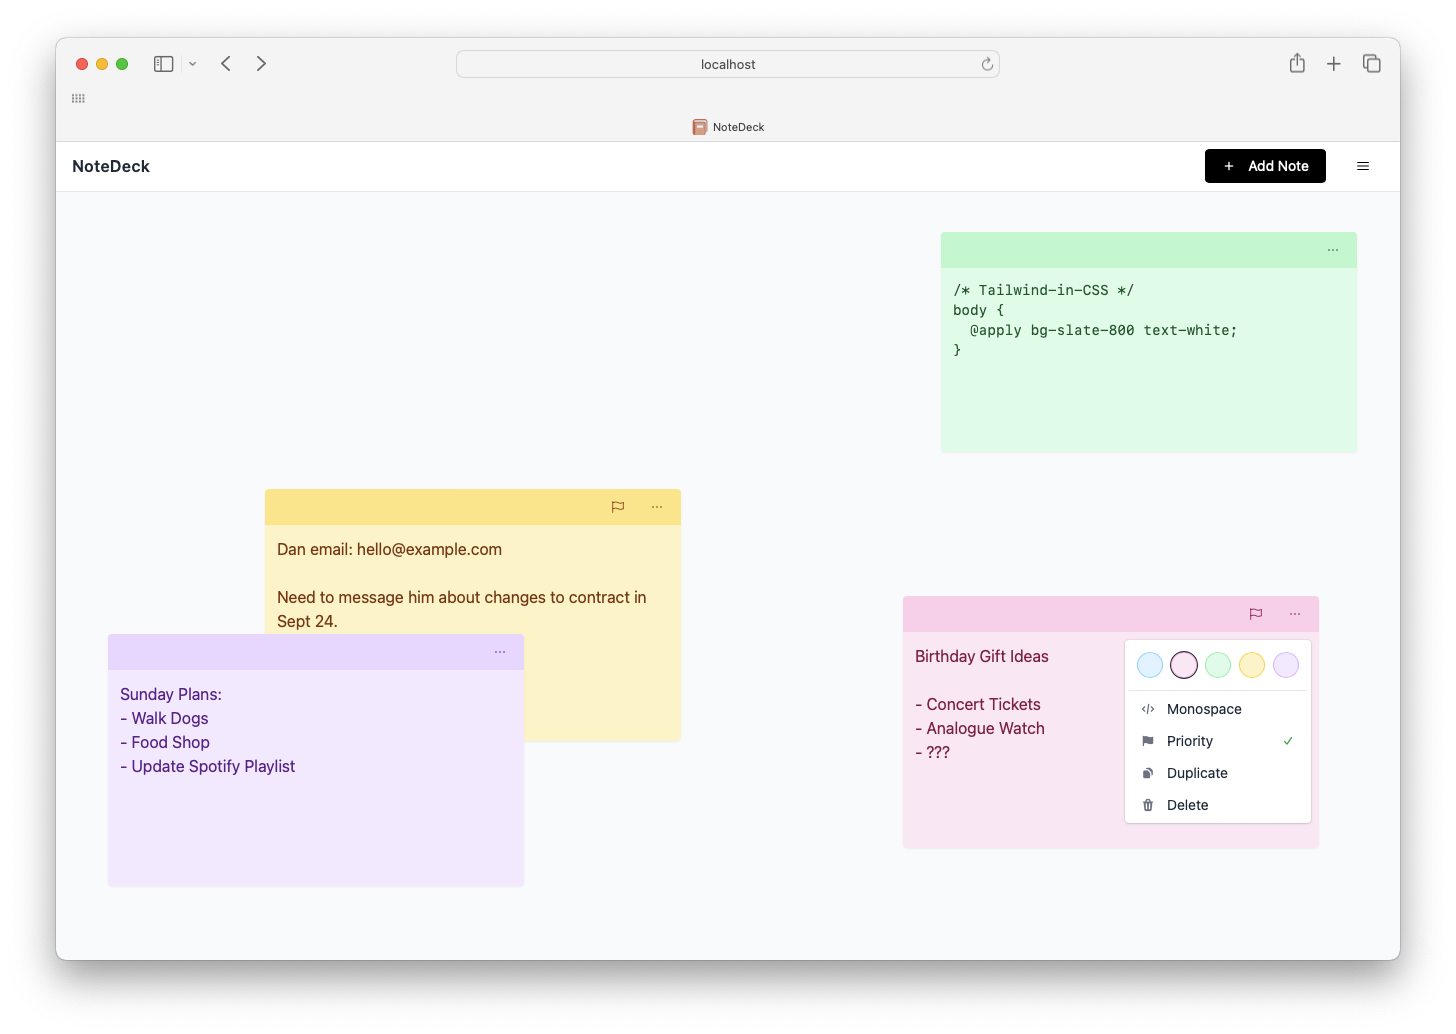 localhost
NoteDeck
NoteDeck
+ Add Note
/* Tailwind-in-CSS */
body {
  @apply bg-slate-800 text-white;
}
Dan email: hello@example.com
Need to message him about changes to contract in
Sept 24.
Sunday Plans:
- Walk Dogs
- Food Shop
- Update Spotify Playlist
Birthday Gift Ideas
- Concert Tickets
- Analogue Watch
- ???
Monospace
Priority
Duplicate
Delete